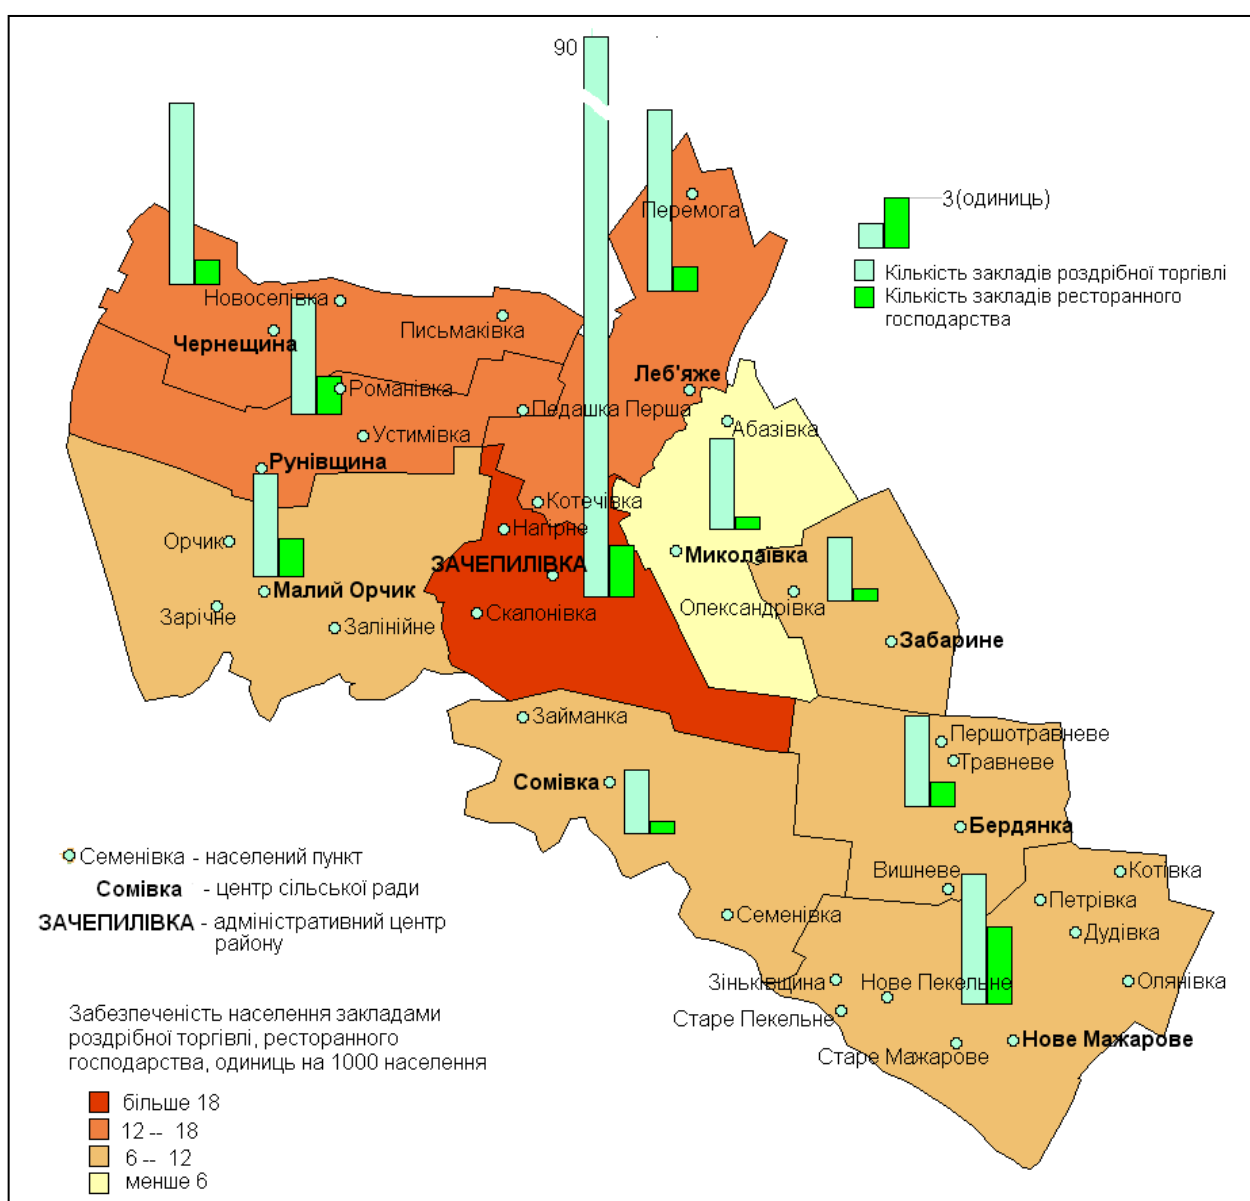 90
Перемога
3(одиниць)
Кількість закладів роздрібної торгівлі
Кількість закладів ресторанного
господарства
Новоселівка
Письмаківка
Чернещина
Леб'яже
Романівка
Педашка Перша
Абазівка
Устимівка
Рунівщина
Котечівка
Нагірне
Орчик
Миколаївка
ЗАЧЕПИЛІВКА
Малий Орчик
Зарічне
Скалонівка
Олександрівка
Залінійне
Забарине
Займанка
Першотравневе
Травневе
Сомівка
Бердянка
Семенівка - населений пункт
Вишневе
Котівка
Сомівка - центр сільської ради
Петрівка
ЗАЧЕПИЛІВКА - адміністративний центр
району
Семенівка
Дудівка
Зіньківщина
Нове Пекельне
Олянівка
Старе Пекельне
Старе Мажарове
Нове Мажарове
Забезпеченість населення закладами
роздрібної торгівлі, ресторанного
господарства, одиниць на 1000 населення
більше 18
12 -- 18
6 -- 12
менше 6